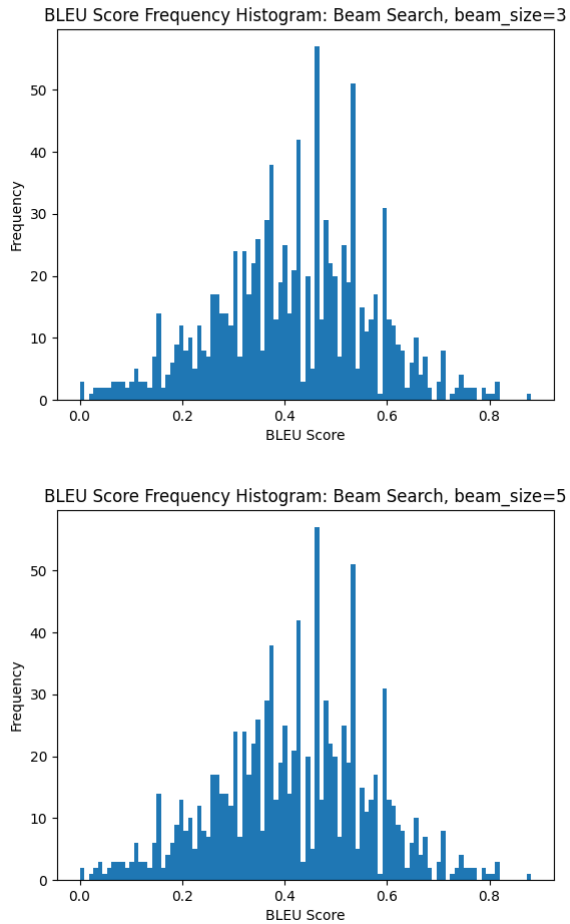 BLEU Score Frequency Histogram: Beam Search, beam_size=3
50
40
30
20
10
0
Frequency
0.0 0.2 0.4 0.6 0.8
BLEU Score
BLEU Score Frequency Histogram: Beam Search, beam_size=5
50
40
30
20
10
0
Frequency
0.0 0.2 0.4 0.6 0.8
BLEU Score